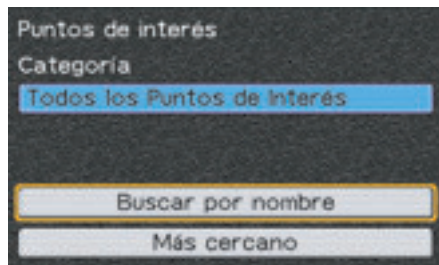 Puntos de interés
Categoría
Todos los Puntos de Interés
Buscar por nombre
Más cercano